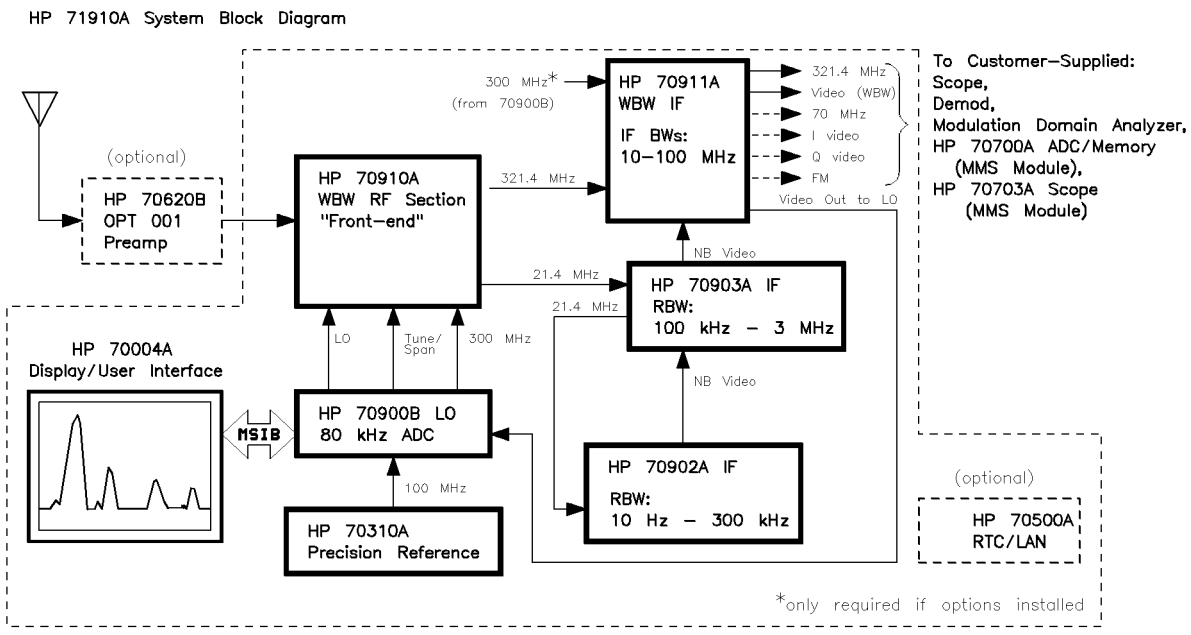 HP 71910A System Block Diagram
300 MHz*
(from 70900B)
HP 70911A
WBW IF
IF BWs:
10-100 MHz
321.4 MHz
Video (WBW)
70 MHz
I video
Q video
FM
Video Out to LO
To Customer-Supplied:
Scope,
Demod,
Modulation Domain Analyzer,
HP 70700A ADC/Memory
(MMS Module),
HP 70703A Scope
(MMS Module)
(optional)
HP 70620B
OPT 001
Preamp
HP 70910A
WBW RF Section
"Front-end"
321.4 MHz
21.4 MHz
NB Video
HP 70903A IF
RBW:
100 kHz - 3 MHz
21.4 MHz
LO
Tune/
Span
300 MHz
NB Video
HP 70004A
Display/User Interface
MSIB
HP 70900B LO
80 kHz ADC
100 MHz
HP 70310A
Precision Reference
HP 70902A IF
RBW:
10 Hz - 300 kHz
(optional)
HP 70500A
RTC/LAN
*only required if options installed